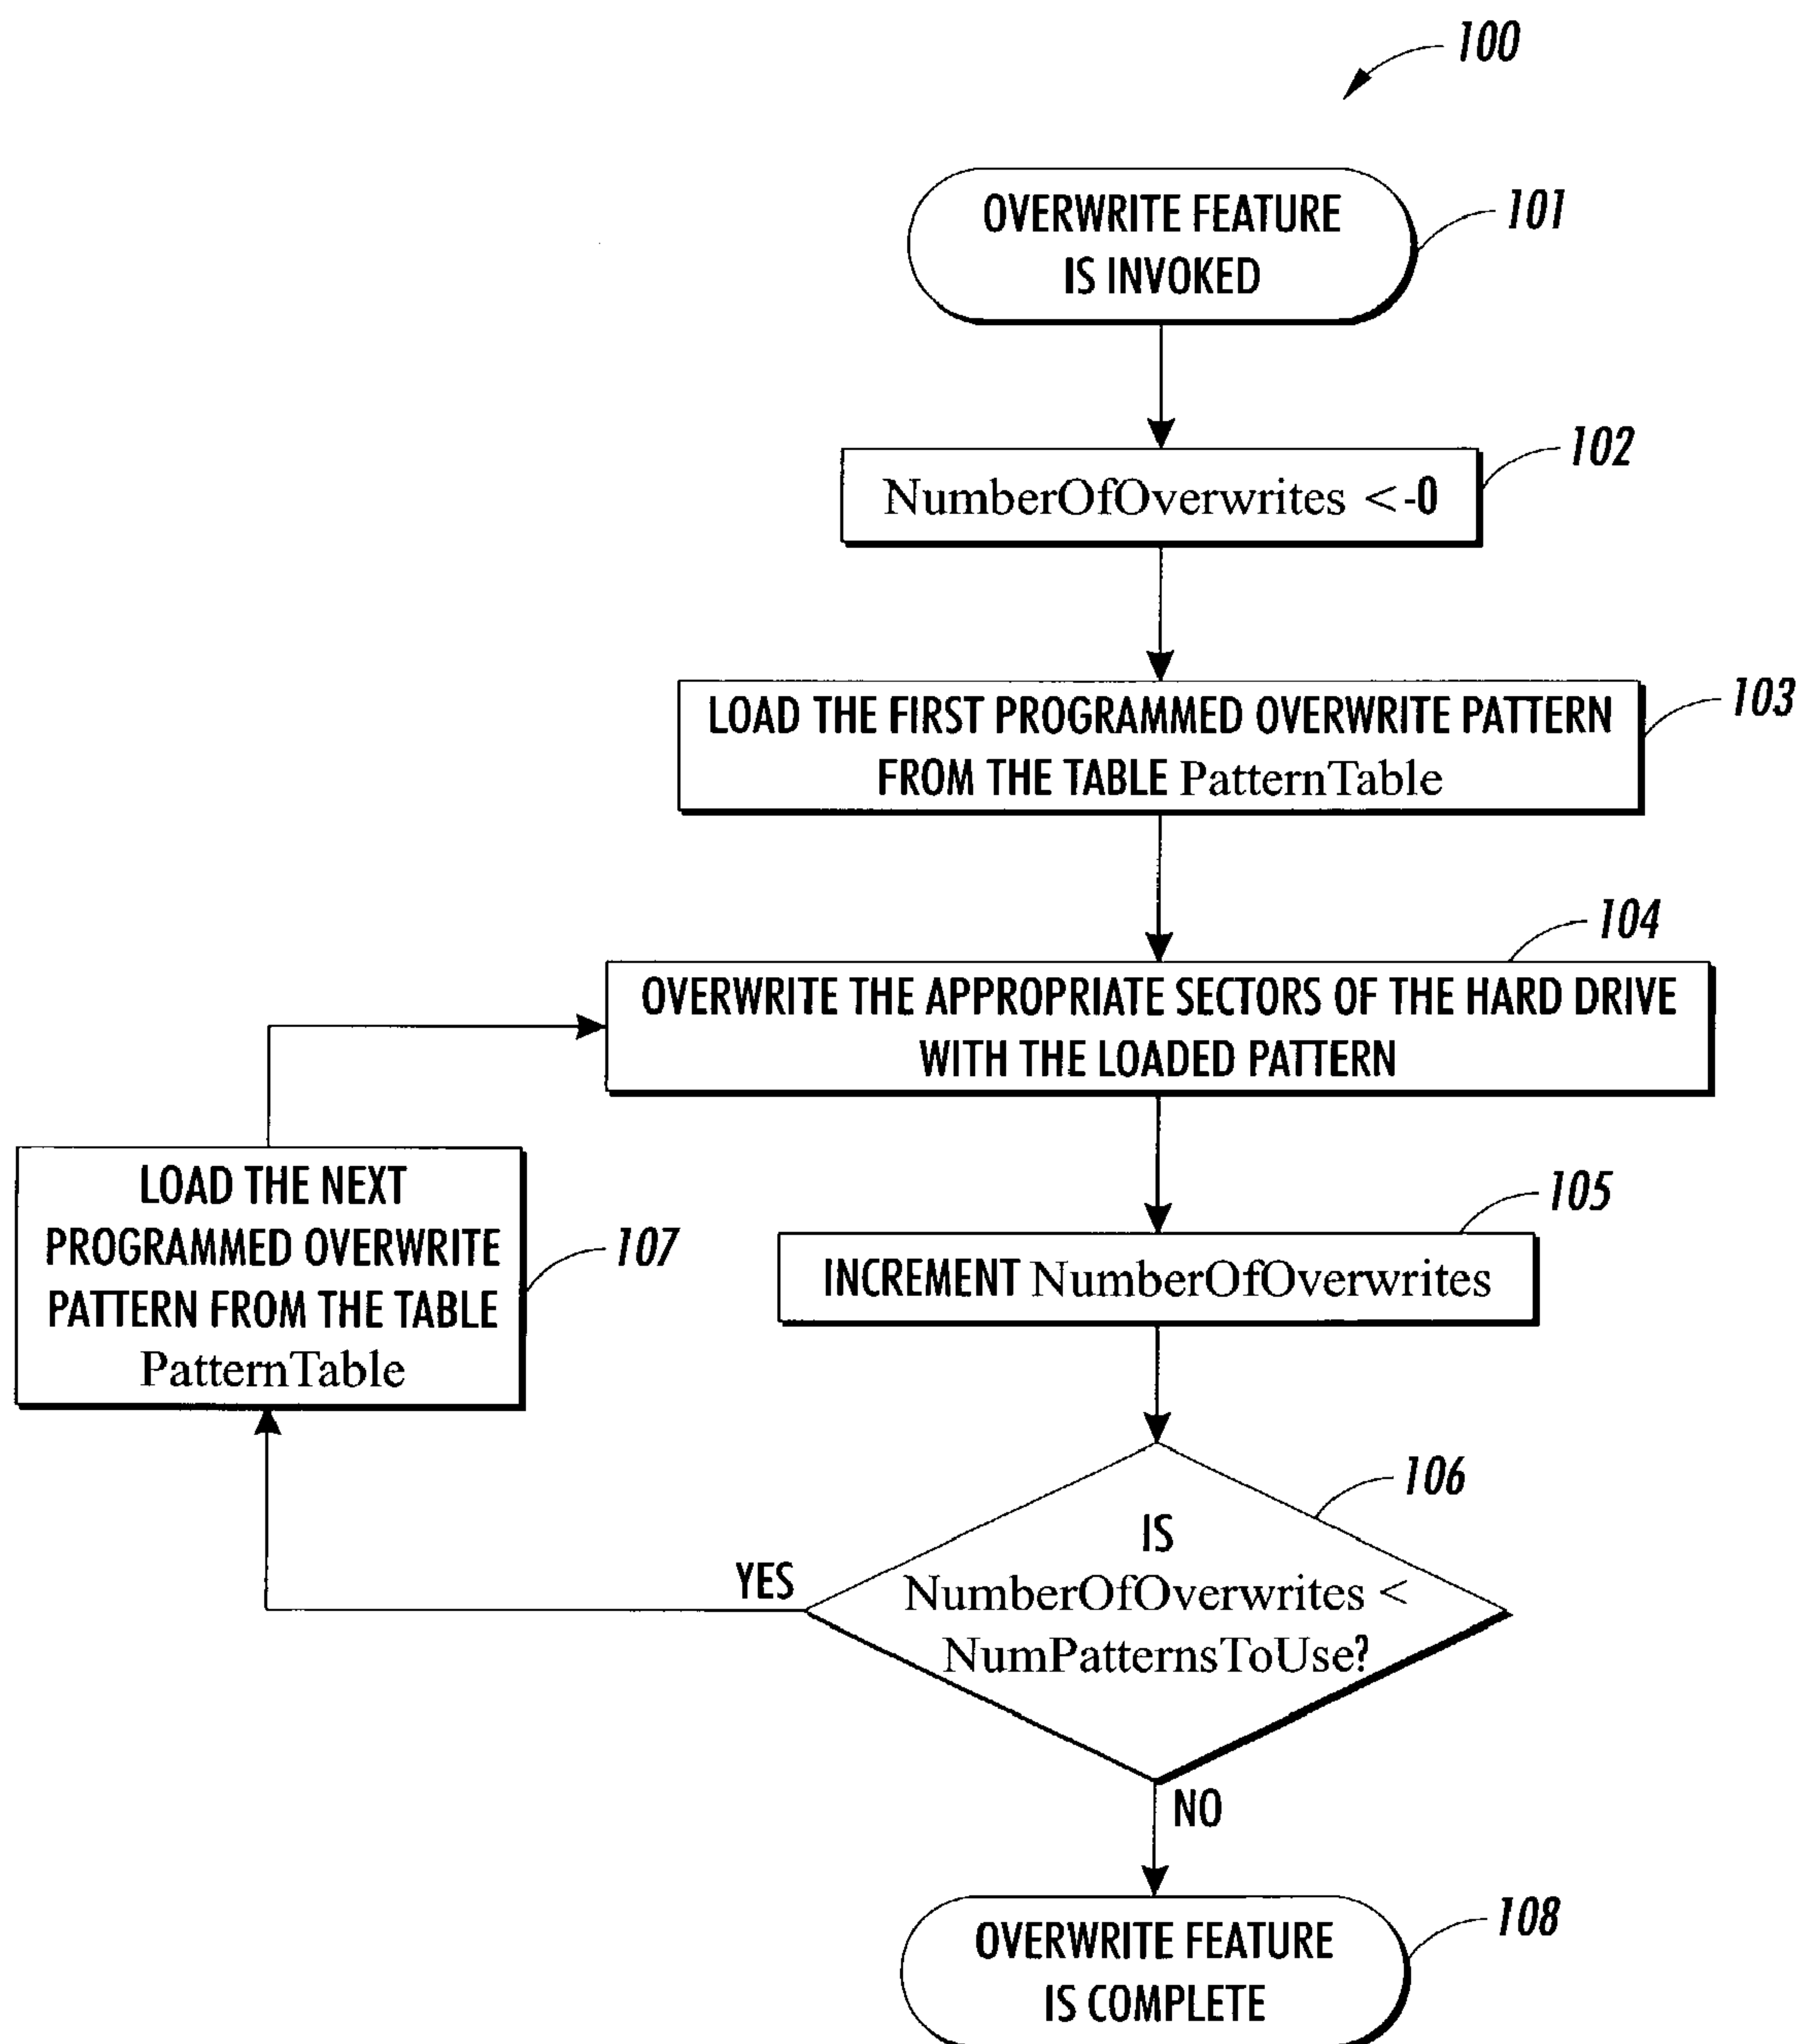 100
OVERWRITE FEATURE
IS INVOKED
101
NumberOfOverwrites <-0
102
LOAD THE FIRST PROGRAMMED OVERWRITE PATTERN
FROM THE TABLE PatternTable
103
OVERWRITE THE APPROPRIATE SECTORS OF THE HARD DRIVE
WITH THE LOADED PATTERN
104
INCREMENT NumberOfOverwrites
105
IS
NumberOfOverwrites <
NumPatternsToUse?
106
YES
LOAD THE NEXT
PROGRAMMED OVERWRITE
PATTERN FROM THE TABLE
PatternTable
107
NO
OVERWRITE FEATURE
IS COMPLETE
108